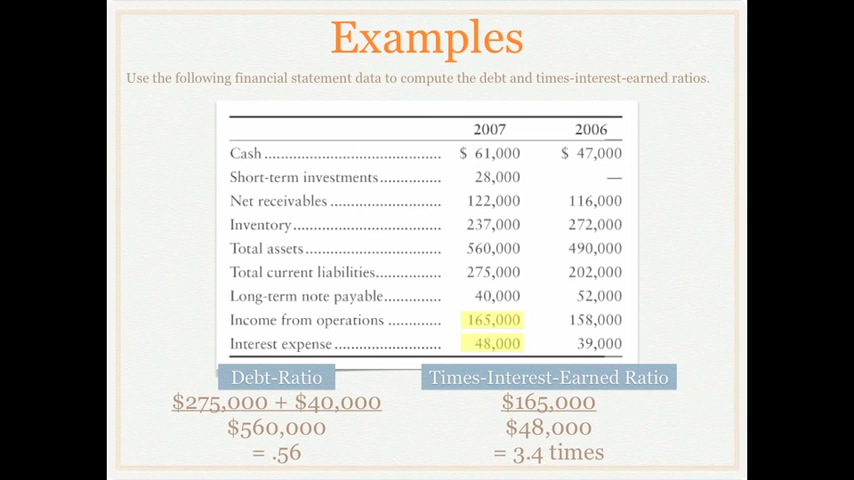 Examples
Use the following financial statement data to compute the debt and times-interest-earned ratios.
2007 2006
Cash ............................................ $ 61,000 $ 47,000
Short-term investments............... 28,000 —
Net receivables ........................... 122,000 116,000
Inventory..................................... 237,000 272,000
Total assets.................................. 560,000 490,000
Total current liabilities................ 275,000 202,000
Long-term note payable.............. 40,000 52,000
Income from operations ............. 165,000 158,000
Interest expense .......................... 48,000 39,000
Debt-Ratio Times-Interest-Earned Ratio
$275,000 + $40,000 $165,000
$560,000 $48,000
= .56 = 3.4 times